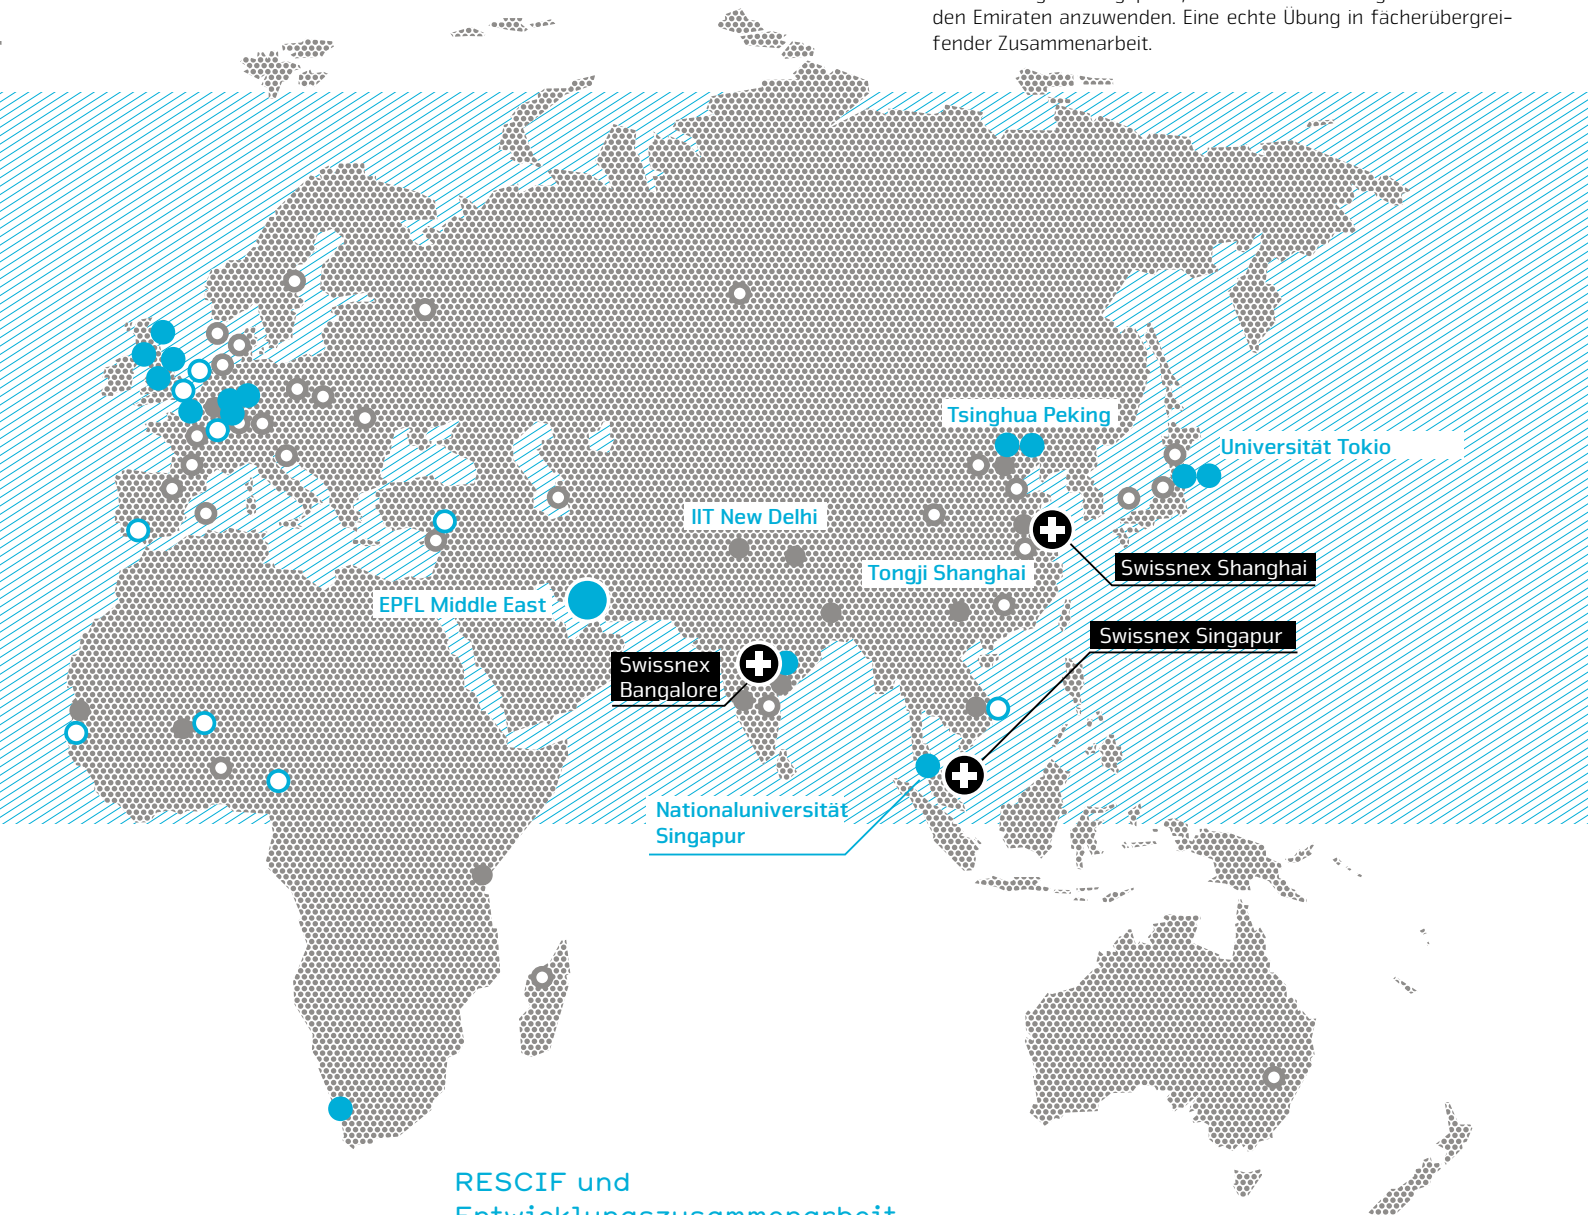 den Emiraten anzuwenden. Eine echte Übung in fächerübergrei-
fender Zusammenarbeit.
Tsinghua Peking
Universität Tokio
IIT New Delhi
Swissnex Shanghai
Tongji Shanghai
EPFL Middle East
Swissnex Singapur
Swissnex
Bangalore
Nationaluniversität
Singapur
RESCIF und
Entwicklungszusammenarbeit